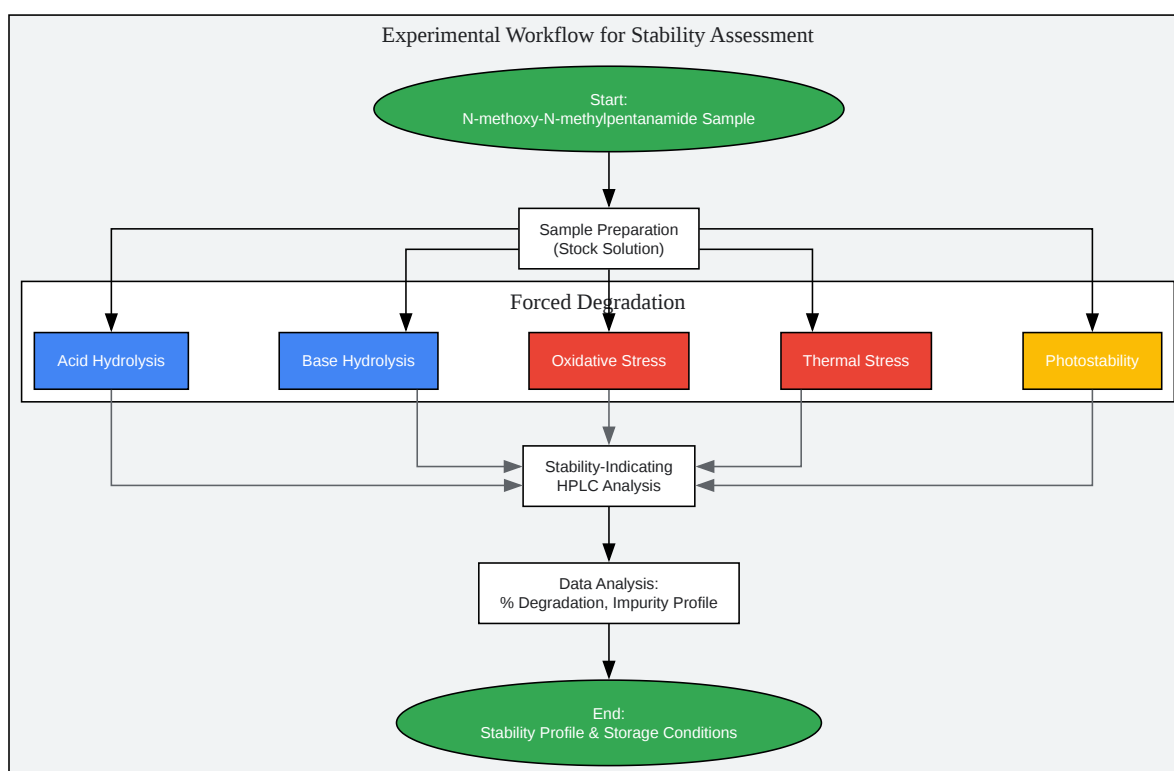 Experimental Workflow for Stability Assessment
Start:
N-methoxy-N-methylpentanamide Sample
Sample Preparation
(Stock Solution)
Forced Degradation
Acid Hydrolysis
Base Hydrolysis
Oxidative Stress
Thermal Stress
Photostability
Stability-Indicating
HPLC Analysis
Data Analysis:
% Degradation, Impurity Profile
End:
Stability Profile & Storage Conditions